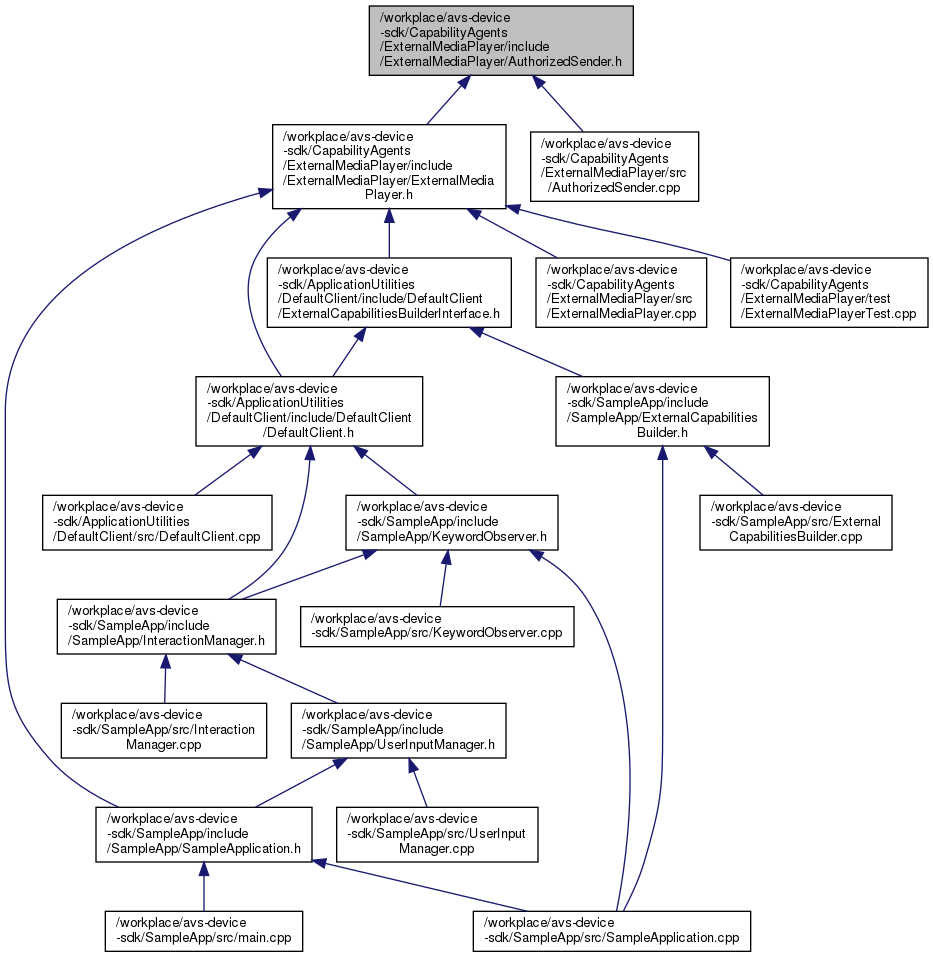 /workplace/avs-device
-sdk/CapabilityAgents
/ExternalMediaPlayer/include
/ExternalMediaPlayer/AuthorizedSender.h
/workplace/avs-device
-sdk/CapabilityAgents
/ExternalMediaPlayer/include
/ExternalMediaPlayer/ExternalMedia
Player.h
/workplace/avs-device
-sdk/CapabilityAgents
/ExternalMediaPlayer/src
/AuthorizedSender.cpp
/workplace/avs-device
-sdk/ApplicationUtilities
/DefaultClient/include/DefaultClient
/ExternalCapabilitiesBuilderInterface.h
/workplace/avs-device
-sdk/CapabilityAgents
/ExternalMediaPlayer/src
/ExternalMediaPlayer.cpp
/workplace/avs-device
-sdk/CapabilityAgents
/ExternalMediaPlayer/test
/ExternalMediaPlayerTest.cpp
/workplace/avs-device
-sdk/ApplicationUtilities
/DefaultClient/include/DefaultClient
/DefaultClient.h
/workplace/avs-device
-sdk/SampleApp/include
/SampleApp/ExternalCapabilities
Builder.h
/workplace/avs-device
-sdk/ApplicationUtilities
/DefaultClient/src/DefaultClient.cpp
/workplace/avs-device
-sdk/SampleApp/include
/SampleApp/KeywordObserver.h
/workplace/avs-device
-sdk/SampleApp/src/External
CapabilitiesBuilder.cpp
/workplace/avs-device
-sdk/SampleApp/include
/SampleApp/InteractionManager.h
/workplace/avs-device
-sdk/SampleApp/src/KeywordObserver.cpp
/workplace/avs-device
-sdk/SampleApp/src/Interaction
Manager.cpp
/workplace/avs-device
-sdk/SampleApp/include
/SampleApp/UserInputManager.h
/workplace/avs-device
-sdk/SampleApp/include
/SampleApp/SampleApplication.h
/workplace/avs-device
-sdk/SampleApp/src/UserInput
Manager.cpp
/workplace/avs-device
-sdk/SampleApp/src/main.cpp
/workplace/avs-device
-sdk/SampleApp/src/SampleApplication.cpp